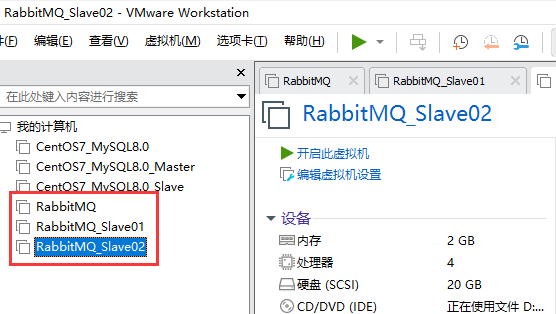 RabbitMQ_Slave02 - VMware Workstation
(F) 编辑(E) 查看(V) 虚拟机(M) 选项卡(T) 帮助(H)
RabbitMQ RabbitMQ_Slave01
在此处键入内容进行搜索
我的计算机
CentOS7_MySQL8.0
CentOS7_MySQL8.0_Master
CentOS7_MySQL8.0_Slave
RabbitMQ
RabbitMQ_Slave01
RabbitMQ_Slave02
RabbitMQ_Slave02
开启此虚拟机
编辑虚拟机设置
设备
内存 2 GB
处理器 4
硬盘 (SCSI) 20 GB
CD/DVD (IDE) 正在使用文件 D:...